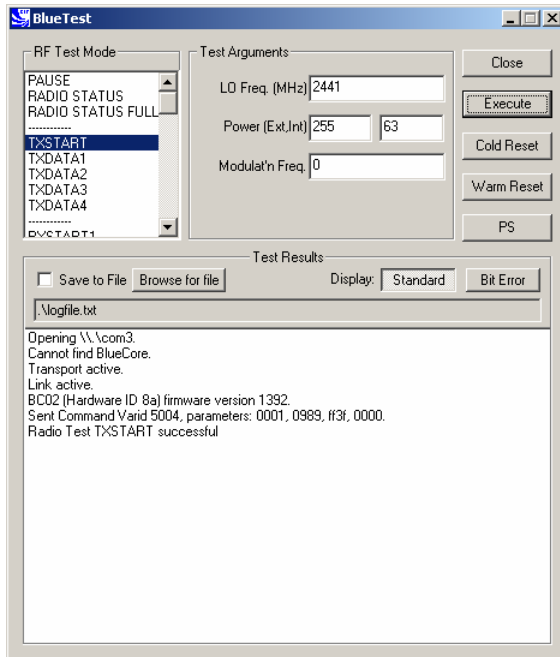 BlueTest
RF Test Mode
PAUSE
RADIO STATUS
RADIO STATUS FULL
------------
TXSTART
TXDATA1
TXDATA2
TXDATA3
TXDATA4
------------
RXSTART1
Test Arguments
LO Freq. (MHz) 2441
Power (Ext,Int) 255 63
Modulat'n Freq. 0
Close
Execute
Cold Reset
Warm Reset
PS
Test Results
Save to File Browse for file Display: Standard Bit Error
.\logfile.txt
Opening \\.\com3.
Cannot find BlueCore.
Transport active.
Link active.
BC02 (Hardware ID 8a) firmware version 1392.
Sent Command Varid 5004, parameters: 0001, 0989, ff3f, 0000.
Radio Test TXSTART successful